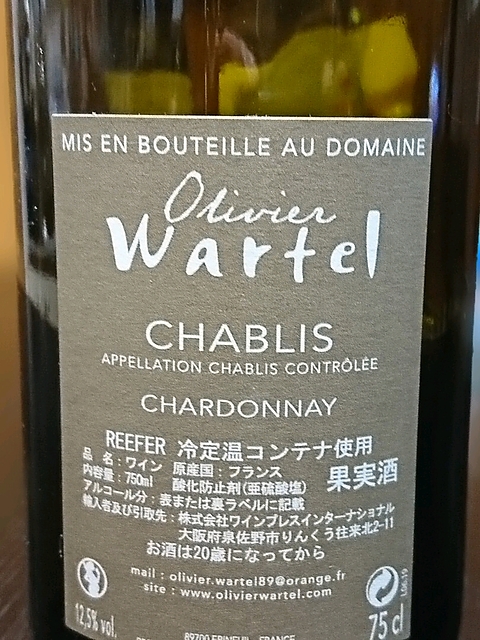 MIS EN BOUTEILLE AU DOMAINE
Olivier
Wartel
CHABLIS
APPELLATION CHABLIS CONTRÔLÉE
CHARDONNAY
REEFER 冷定温コンテナ使用
品 名：ワイン 原産国：フランス
内容量：750ml 酸化防止剤(亜硫酸塩)
果実酒
アルコール分：表または裏ラベルに記載
輸入者及び引取先：株式会社ワインプレスインターナショナル
大阪府泉佐野市りんくう往来北2-11
お酒は20歳になってから
mail : olivier.wartel89@orange.fr
site : www.olivierwartel.com
12,5% vol.
75 cl
89700 EPINEUIL FRANCE